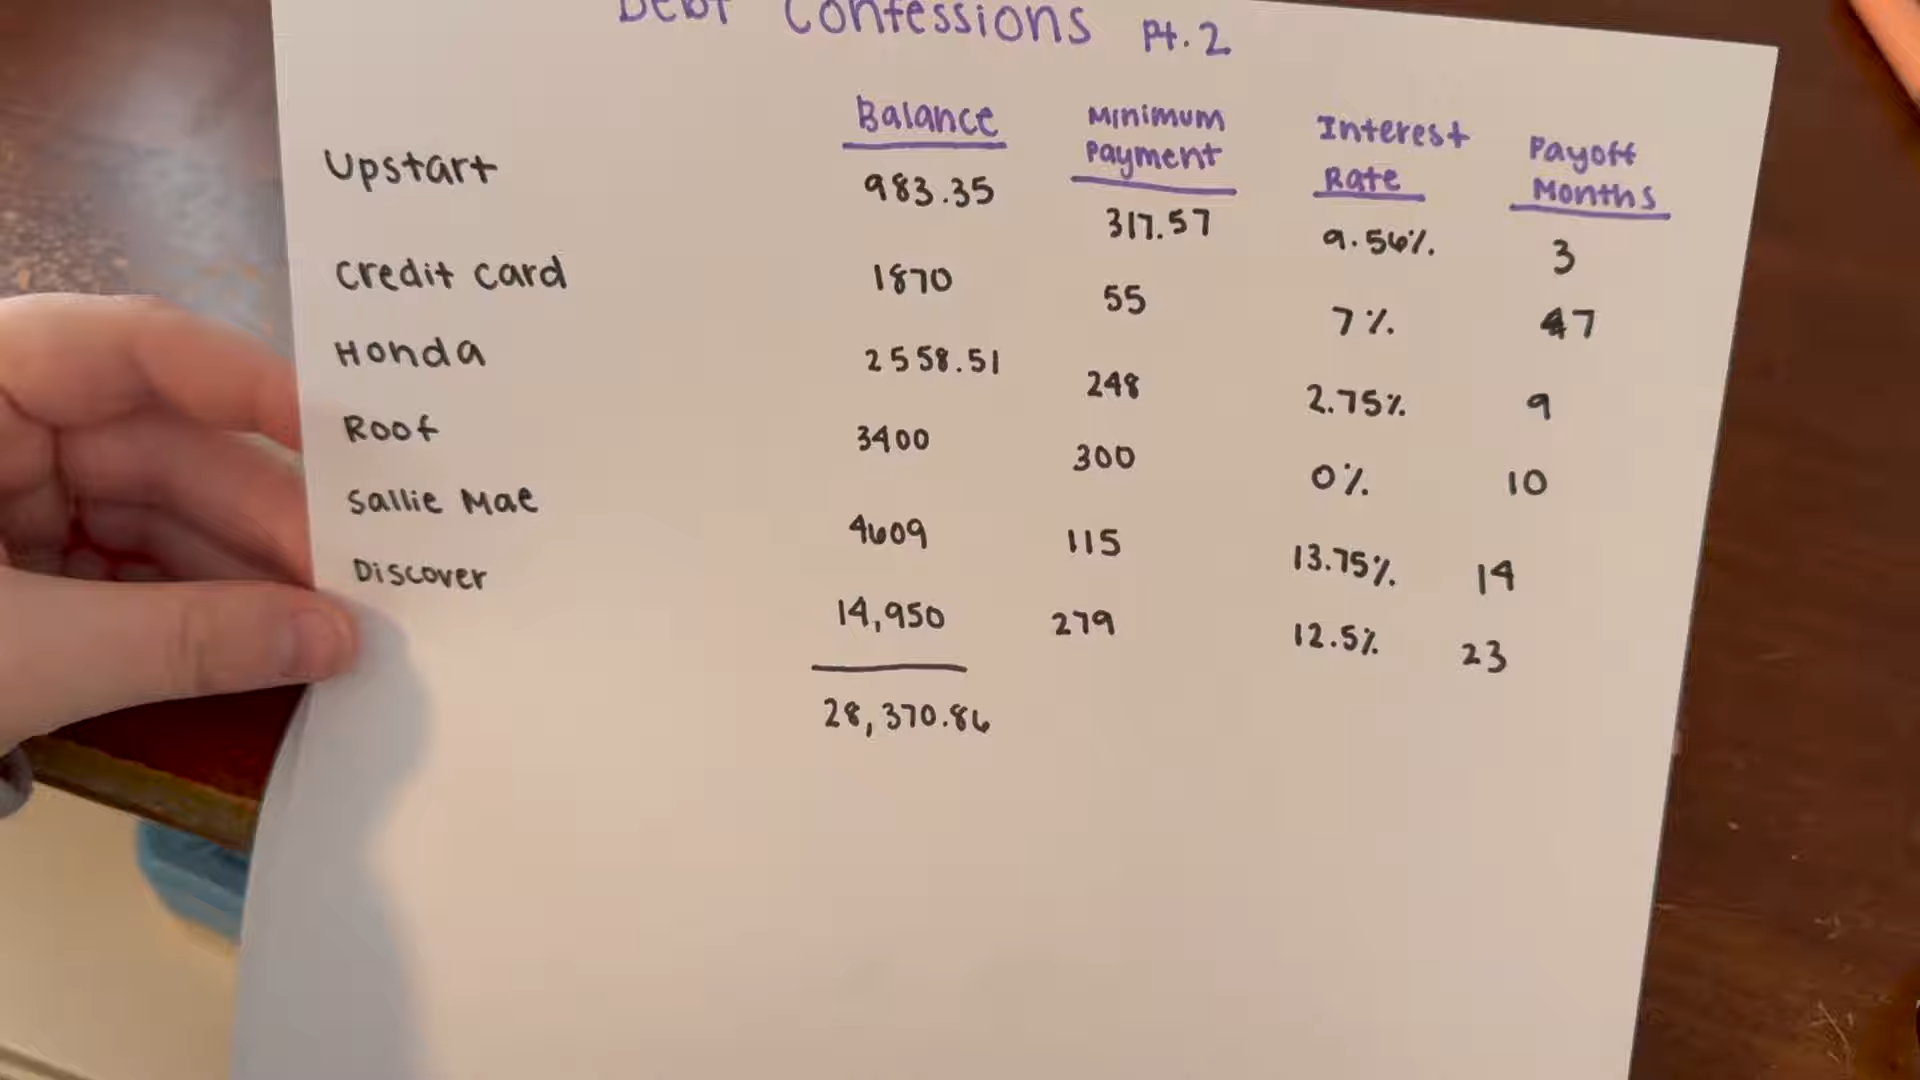 Debt Confessions Pt. 2
Balance Minimum Payment Interest Rate Payoff Months
Upstart 983.35 317.57 9.56% 3
Credit Card 1870 55 7% 7
Honda 2558.51 248 2.75% 9
Roof 3400 300 0% 10
Sallie Mae 4609 115 13.75% 14
Discover 14,950 279 12.5% 23
28,370.86